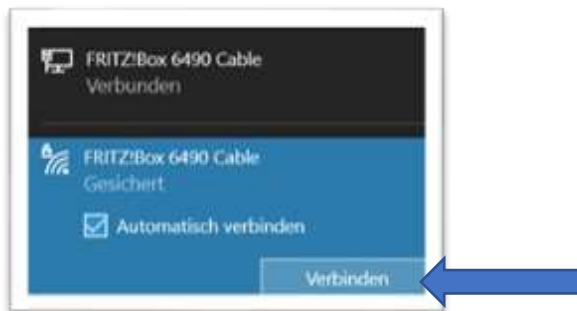 FRITZ!Box 6490 Cable
Verbunden
FRITZ!Box 6490 Cable
Gesichert
Automatisch verbinden
Verbinden